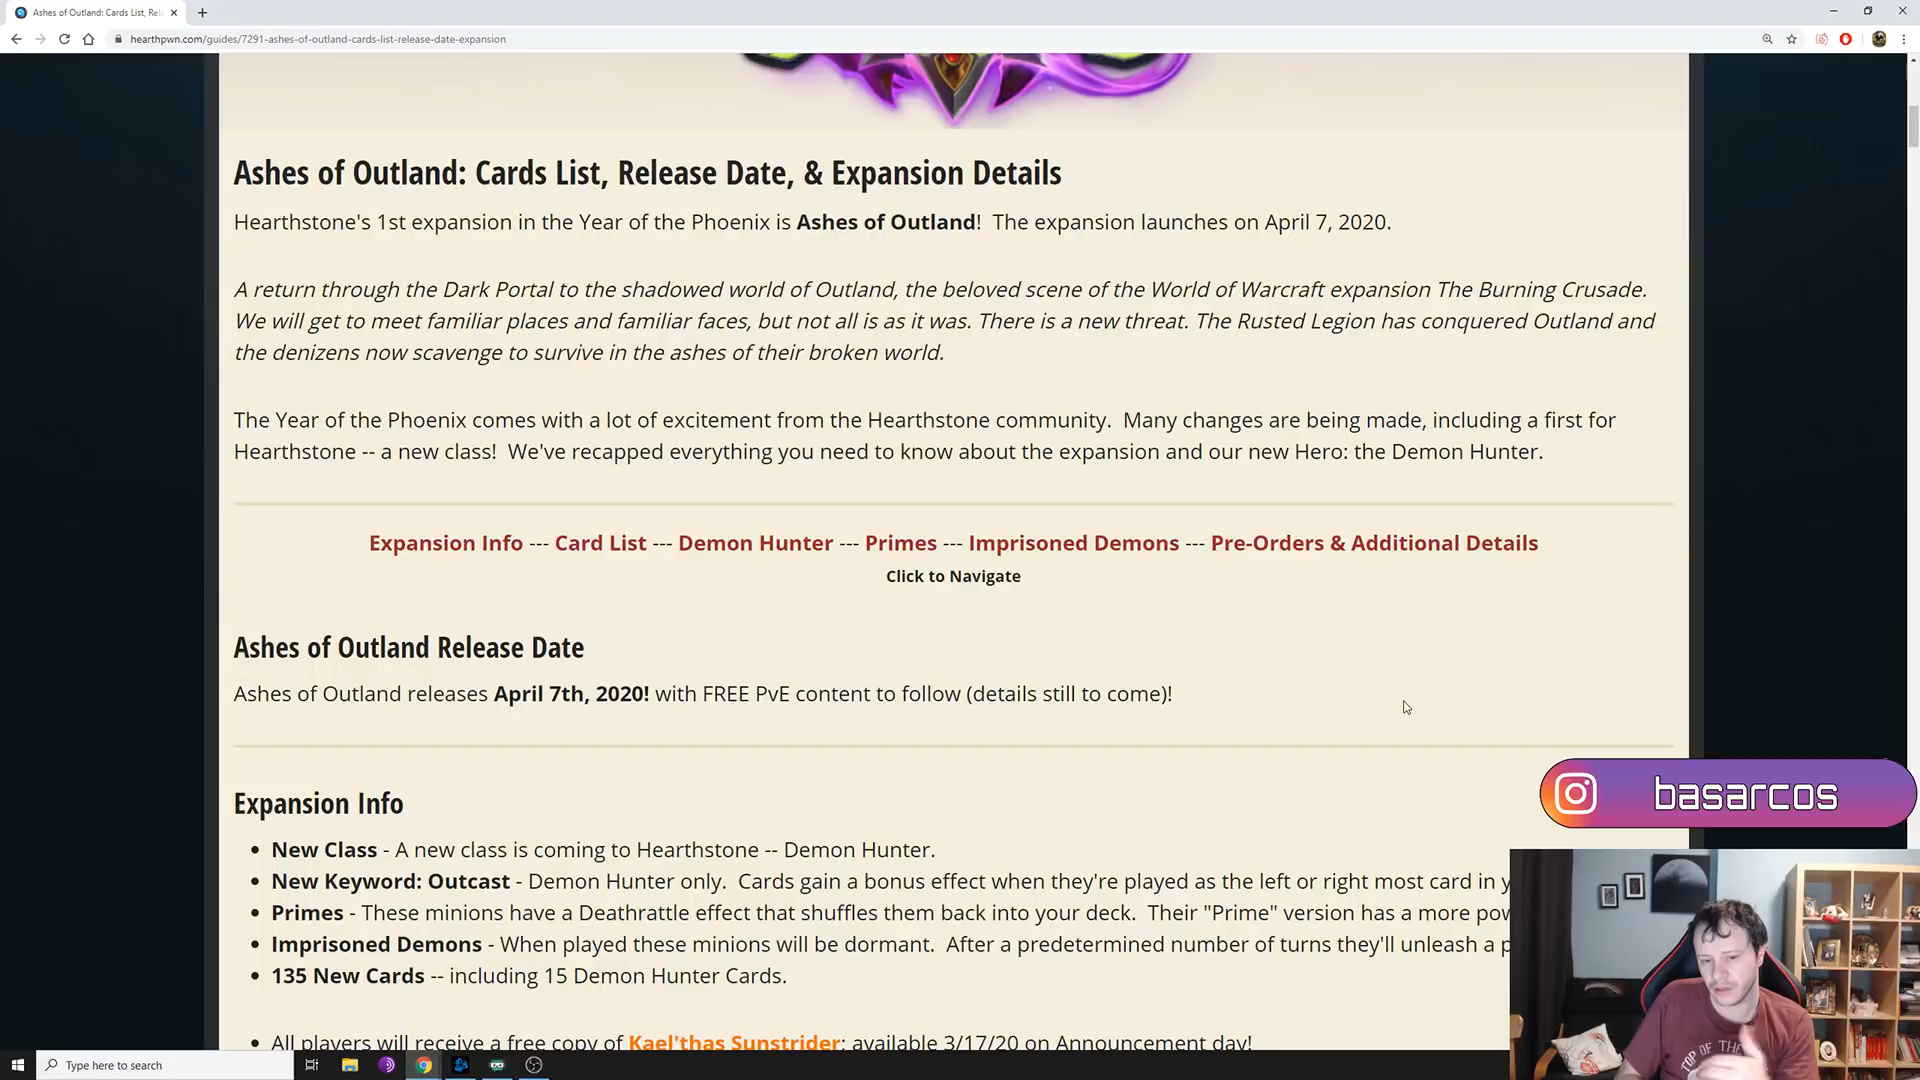 Ashes of Outland: Cards List, Rele
hearthpwn.com/guides/7291-ashes-of-outland-cards-list-release-date-expansion
Ashes of Outland: Cards List, Release Date, & Expansion Details
Hearthstone's 1st expansion in the Year of the Phoenix is Ashes of Outland! The expansion launches on April 7, 2020.
A return through the Dark Portal to the shadowed world of Outland, the beloved scene of the World of Warcraft expansion The Burning Crusade.
We will get to meet familiar places and familiar faces, but not all is as it was. There is a new threat. The Rusted Legion has conquered Outland and
the denizens now scavenge to survive in the ashes of their broken world.
The Year of the Phoenix comes with a lot of excitement from the Hearthstone community. Many changes are being made, including a first for
Hearthstone -- a new class! We've recapped everything you need to know about the expansion and our new Hero: the Demon Hunter.
Expansion Info --- Card List --- Demon Hunter --- Primes --- Imprisoned Demons --- Pre-Orders & Additional Details
Click to Navigate
Ashes of Outland Release Date
Ashes of Outland releases April 7th, 2020! with FREE PvE content to follow (details still to come)!
Expansion Info
basarcos
• New Class - A new class is coming to Hearthstone -- Demon Hunter.
• New Keyword: Outcast - Demon Hunter only. Cards gain a bonus effect when they're played as the left or right most card in y
• Primes - These minions have a Deathrattle effect that shuffles them back into your deck. Their "Prime" version has a more pow
• Imprisoned Demons - When played these minions will be dormant. After a predetermined number of turns they'll unleash a p
• 135 New Cards -- including 15 Demon Hunter Cards.
• All players will receive a free copy of Kael'thas Sunstrider; available 3/17/20 on Announcement day!
TOP OF THE
Type here to search